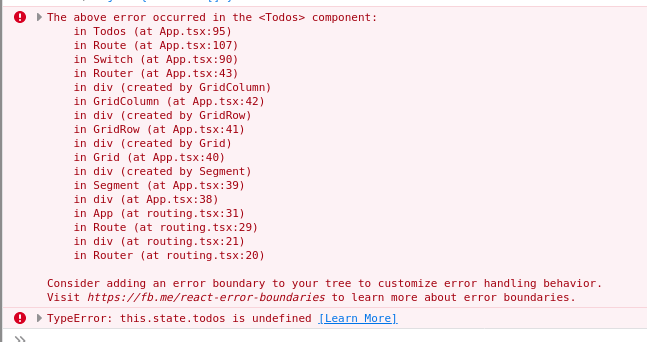 The above error occurred in the <Todos> component:
in Todos (at App.tsx:95)
in Route (at App.tsx:107)
in Switch (at App.tsx:90)
in Router (at App.tsx:43)
in div (created by GridColumn)
in GridColumn (at App.tsx:42)
in div (created by GridRow)
in GridRow (at App.tsx:41)
in div (created by Grid)
in Grid (at App.tsx:40)
in div (created by Segment)
in Segment (at App.tsx:39)
in div (at App.tsx:38)
in App (at routing.tsx:31)
in Route (at routing.tsx:29)
in div (at routing.tsx:21)
in Router (at routing.tsx:20)
Consider adding an error boundary to your tree to customize error handling behavior.
Visit https://fb.me/react-error-boundaries to learn more about error boundaries.
TypeError: this.state.todos is undefined [Learn More]